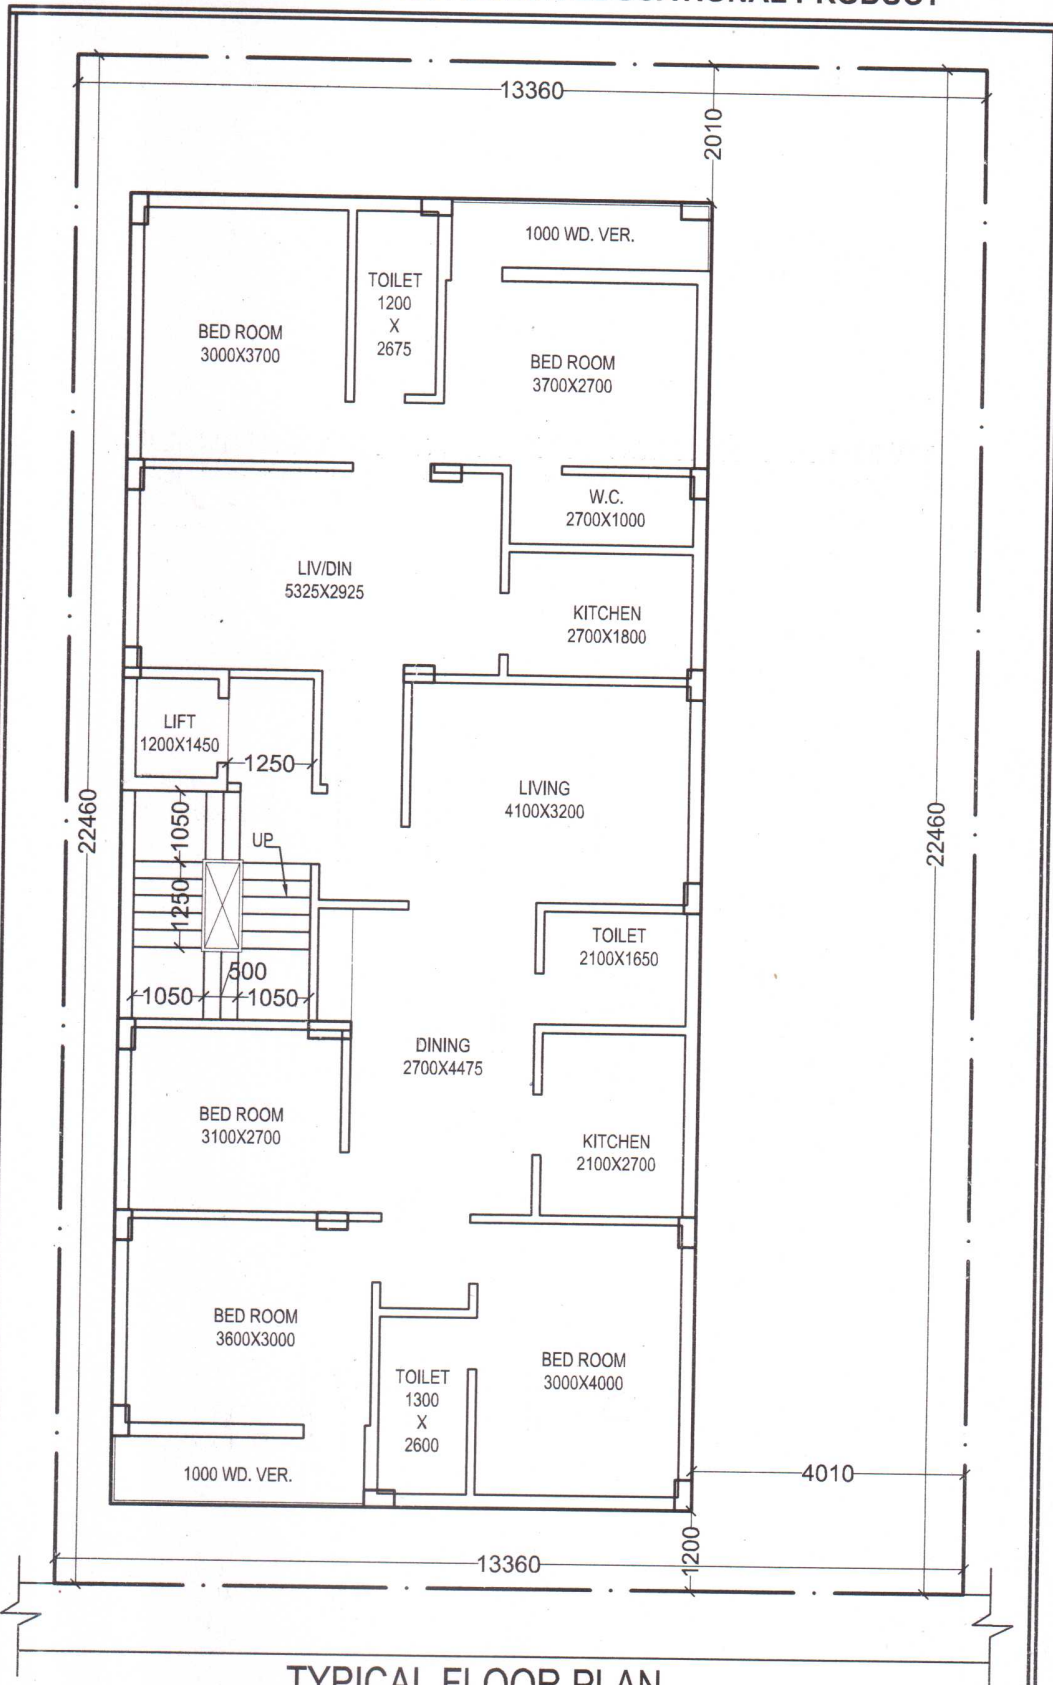 PRODUCT
13360
2010
1000 WD. VER.
TOILET
1200
X
2675
BED ROOM
3000X3700
BED ROOM
3700X2700
W.C.
2700X1000
LIV/DIN
5325X2925
KITCHEN
2700X1800
LIFT
1200X1450
1250
LIVING
4100X3200
22460
22460
1050
UP
1250
TOILET
2100X1650
500
1050
1050
DINING
2700X4475
BED ROOM
3100X2700
KITCHEN
2100X2700
BED ROOM
3600X3000
BED ROOM
3000X4000
TOILET
1300
X
2600
1000 WD. VER.
4010
1200
13360
TYPICAL FLOOR PLAN